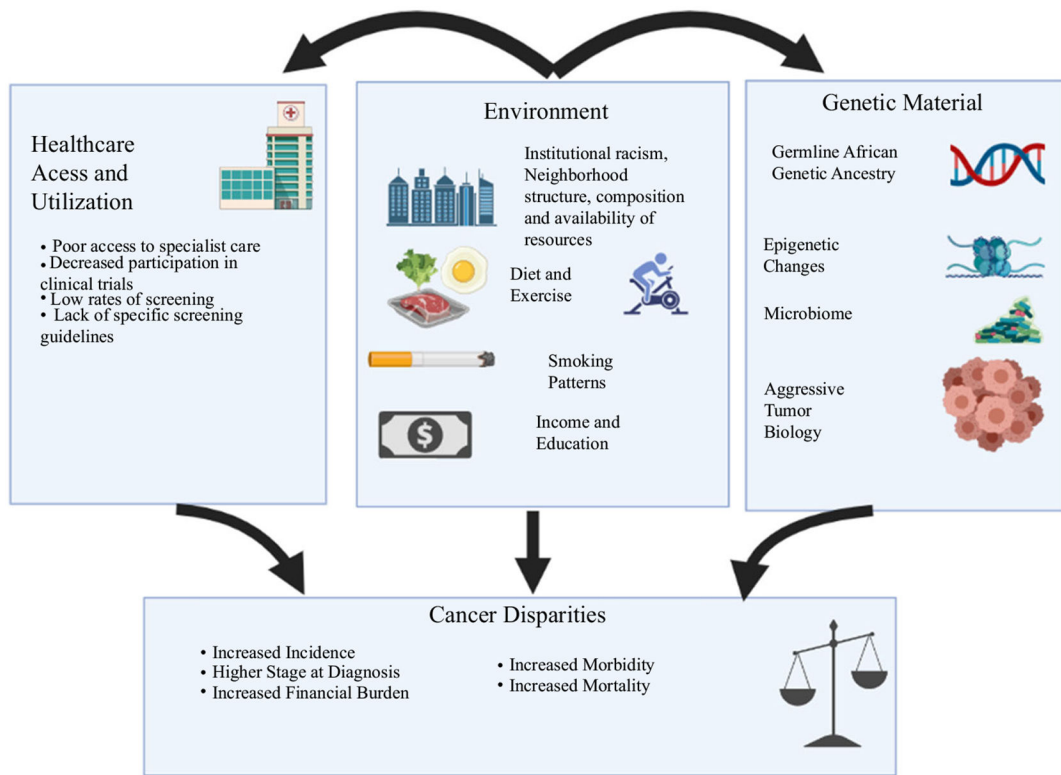 Healthcare
Acess and
Utilization
• Poor access to specialist care
• Decreased participation in
clinical trials
• Low rates of screening
• Lack of specific screening
guidelines
Environment
Institutional racism,
Neighborhood
structure, composition
and availability of
resources
Diet and
Exercise
Smoking
Patterns
$
Income and
Education
Genetic Material
Germline African
Genetic Ancestry
Epigenetic
Changes
Microbiome
Aggressive
Tumor
Biology
Cancer Disparities
• Increased Incidence
• Higher Stage at Diagnosis
• Increased Financial Burden
• Increased Morbidity
• Increased Mortality